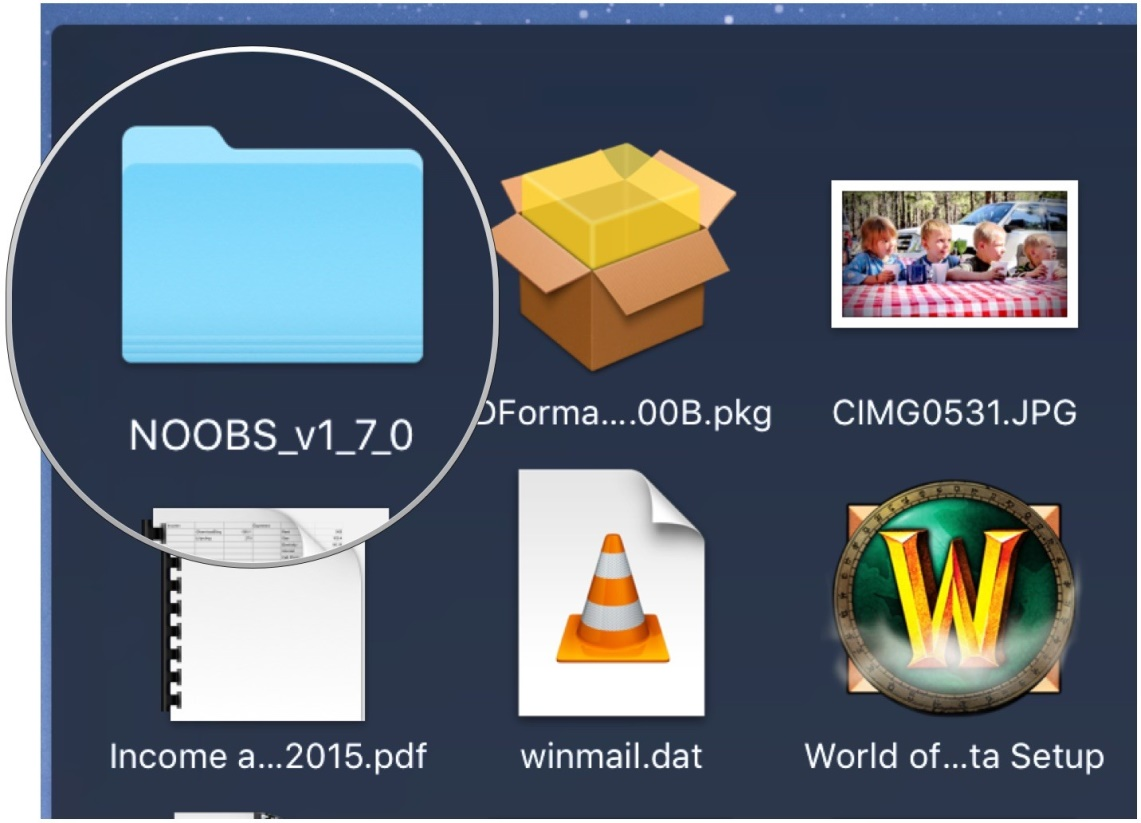 NOOBS_v1_7_0
DForma....00B.pkg
CIMG0531.JPG
Income a...2015.pdf
winmail.dat
World of...ta Setup
W